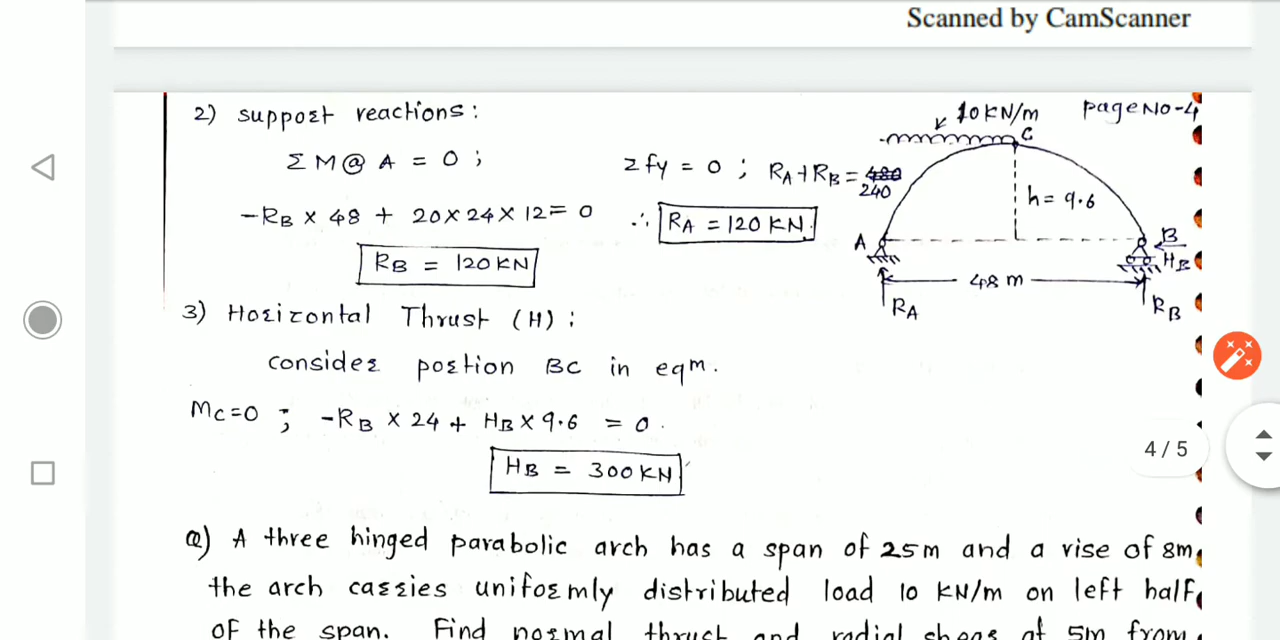 Scanned by CamScanner
2) support reactions:
ΣM@ A = 0 ;
-RB × 48 + 20×24×12= 0
RB = 120 KN
Σfy = 0 ; RA+RB = 480
240
∴ RA = 120 KN.
10 KN/m
Page NO-4
C
h= 9.6
A
B
HB
48 m
RA
RB
3) Horizontal Thrust (H) :
consider portion BC in eqm.
Mc=0 ; -RB × 24 + HB × 9.6 = 0.
HB = 300 KN
4 / 5
Q) A three hinged parabolic arch has a span of 25m and a rise of 8m.
the arch carries uniformly distributed load 10 KN/m on left half
of the span. Find normal thrust and radial shear at 5m from